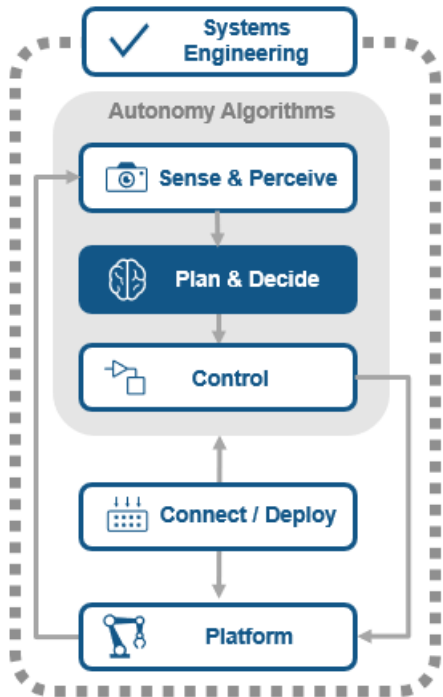 Systems
Engineering
Autonomy Algorithms
Sense & Perceive
Plan & Decide
Control
Connect / Deploy
Platform